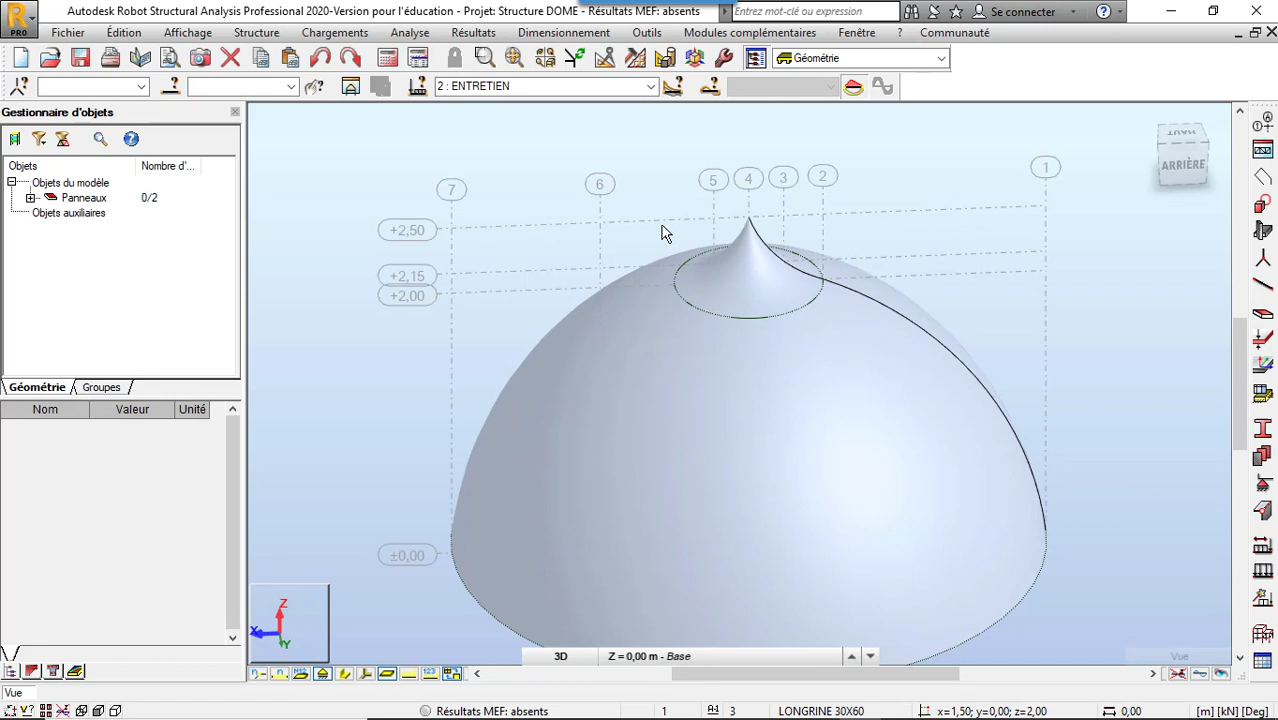 Autodesk Robot Structural Analysis Professional 2020-Version pour l'éducation - Projet: Structure DOME - Résultats MEF: absents
Entrez mot-clé ou expression
Se connecter
PRO
Fichier Édition Affichage Structure Chargements Analyse Résultats Dimensionnement Outils Modules complémentaires Fenêtre ? Communauté
Géométrie
2 : ENTRETIEN
Gestionnaire d'objets
Objets Nombre d'...
Objets du modèle
Panneaux 0/2
Objets auxiliaires
Géométrie Groupes
Nom Valeur Unité
HAUT
ARRIÈRE
7 6 5 4 3 2 1
+2,50
+2,15
+2,00
±0,00
Z
X
Y
3D Z = 0,00 m - Base
Vue
Vue
Résultats MEF: absents 1 3 LONGRINE 30X60 x=1,50; y=0,00; z=2,00 0,00 [m] [kN] [Deg]